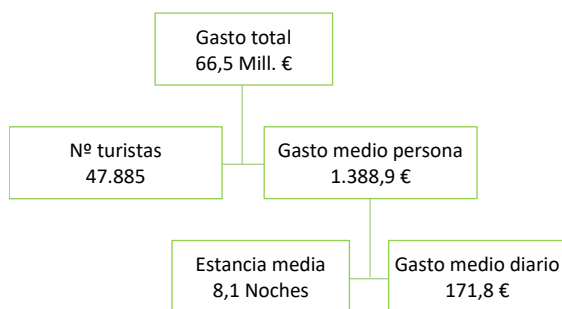 Gasto total
66,5 Mill. €
Nº turistas
47.885
Gasto medio persona
1.388,9 €
Estancia media
8,1 Noches
Gasto medio diario
171,8 €